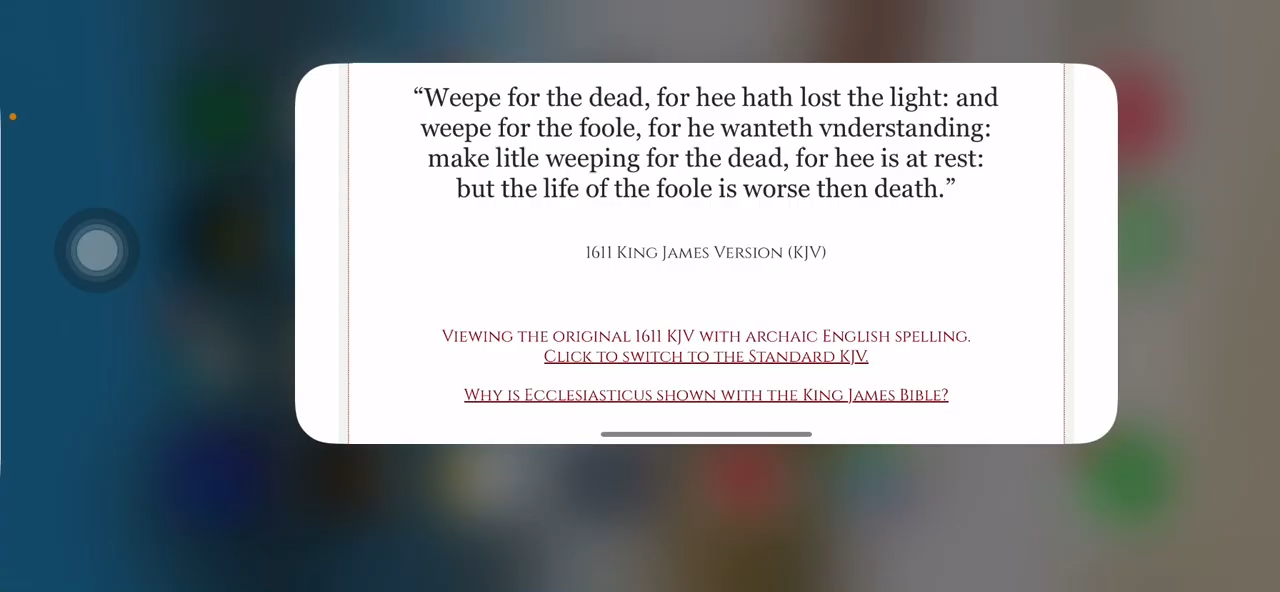 “Weepe for the dead, for hee hath lost the light: and
weepe for the foole, for he wanteth vnderstanding:
make litle weeping for the dead, for hee is at rest:
but the life of the foole is worse then death.”
1611 King James Version (KJV)
Viewing the original 1611 KJV with archaic English spelling.
Click to switch to the Standard KJV.
Why is Ecclesiasticus shown with the King James Bible?